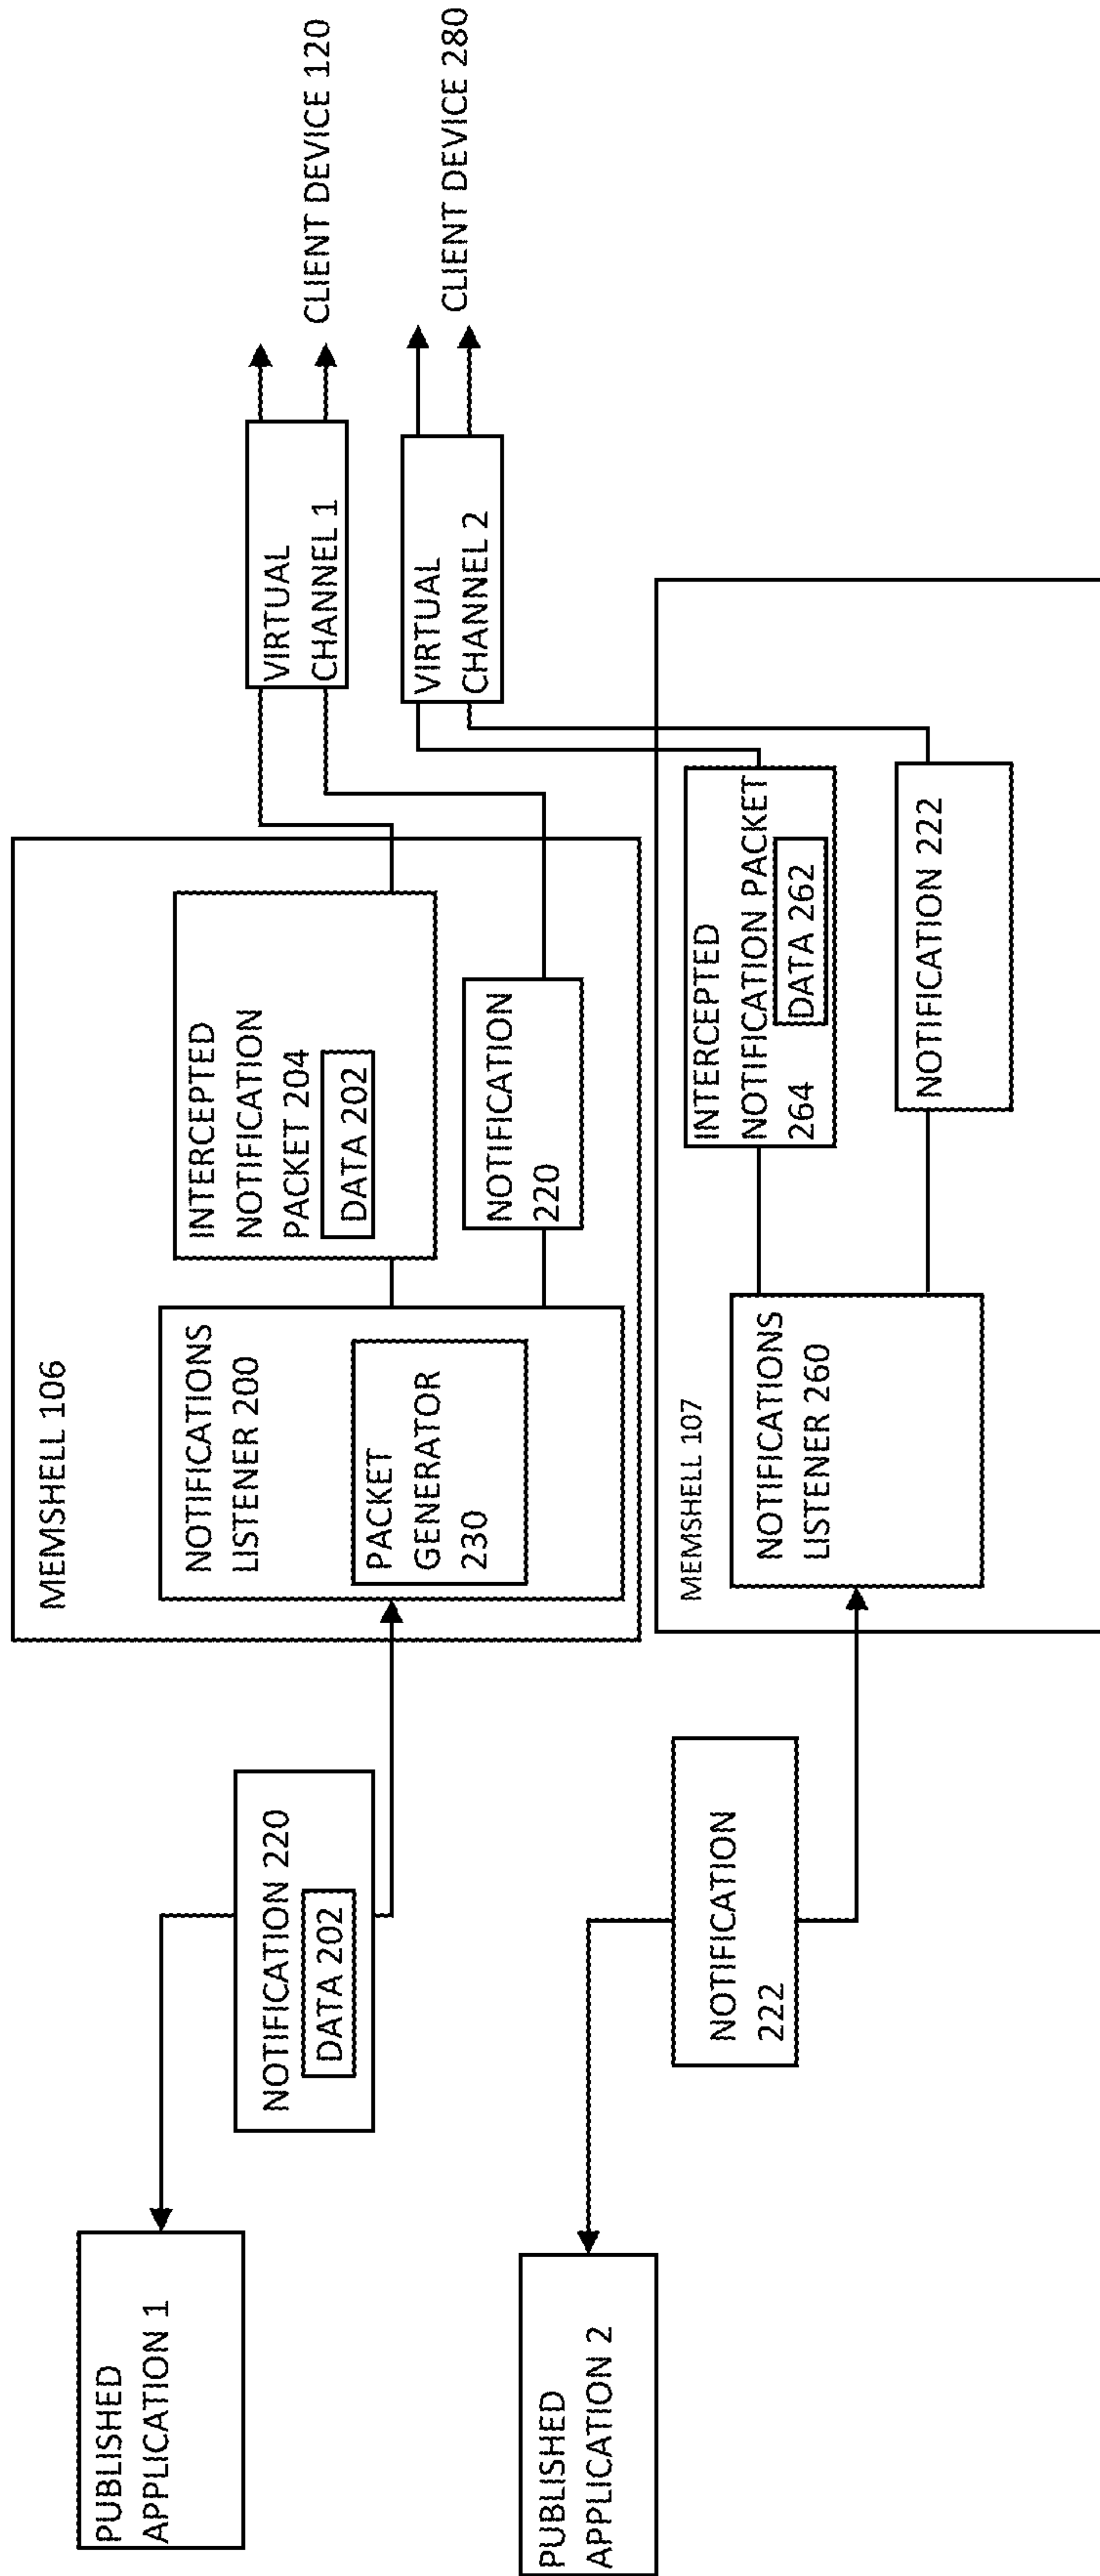 PUBLISHED
APPLICATION 1
NOTIFICATION 220
DATA 202
MEMSHELL 106
NOTIFICATIONS
LISTENER 200
PACKET
GENERATOR
230
INTERCEPTED
NOTIFICATION
PACKET 204
DATA 202
NOTIFICATION
220
VIRTUAL
CHANNEL 1
CLIENT DEVICE 120
PUBLISHED
APPLICATION 2
NOTIFICATION
222
MEMSHELL 107
NOTIFICATIONS
LISTENER 260
INTERCEPTED
NOTIFICATION PACKET
264
DATA 262
NOTIFICATION 222
VIRTUAL
CHANNEL 2
CLIENT DEVICE 280